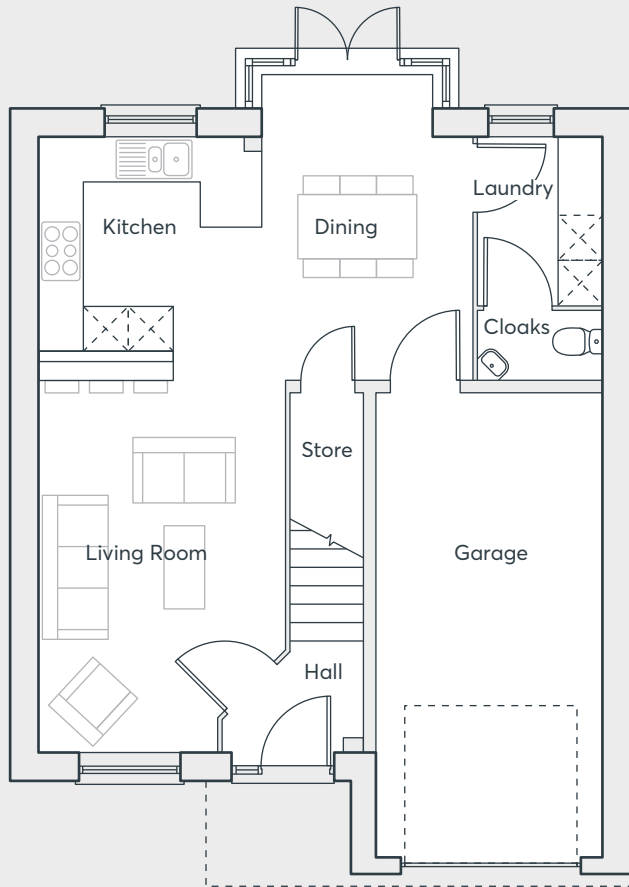 Laundry
Kitchen
Dining
Cloaks
Store
Living Room
Garage
Hall